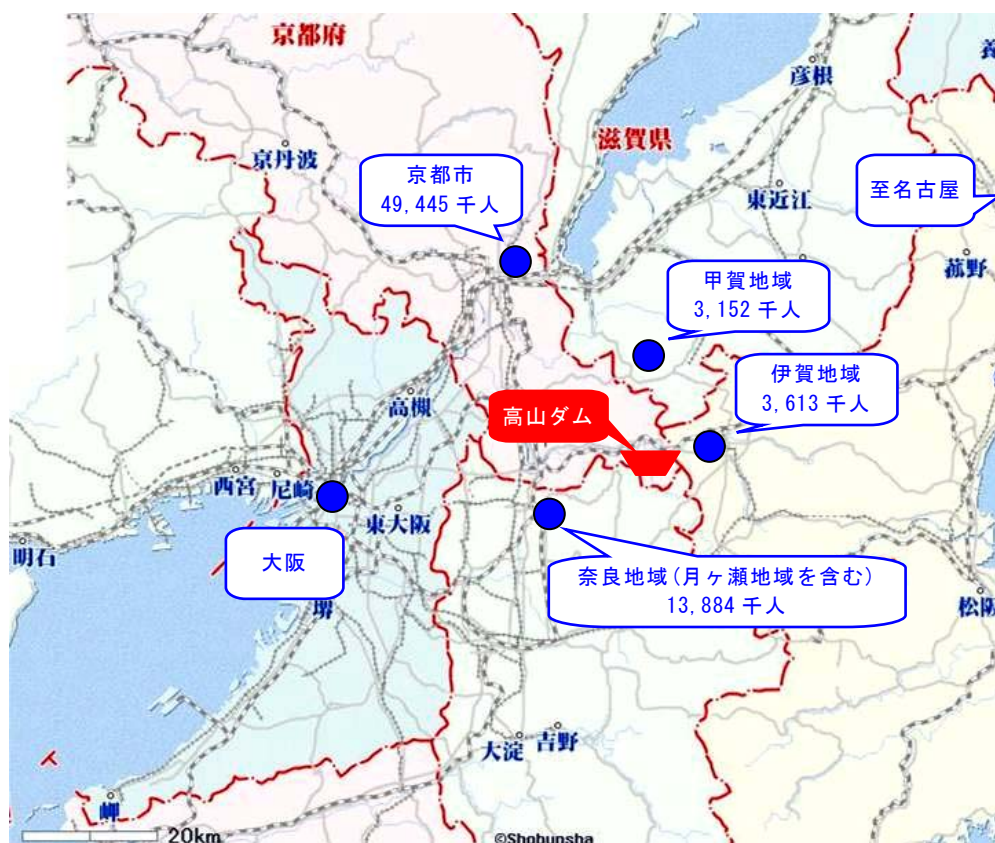 京都府
養
彦根
滋賀県
京丹波
京都市
49,445 千人
東近江
至名古屋
菰野
甲賀地域
3,152 千人
伊賀地域
3,613 千人
高槻
高山ダム
西宮
尼崎
東大阪
明石
大阪
奈良地域(月ヶ瀬地域を含む)
13,884 千人
堺
松阪
大淀
吉野
岬
20km
©Shobunsha